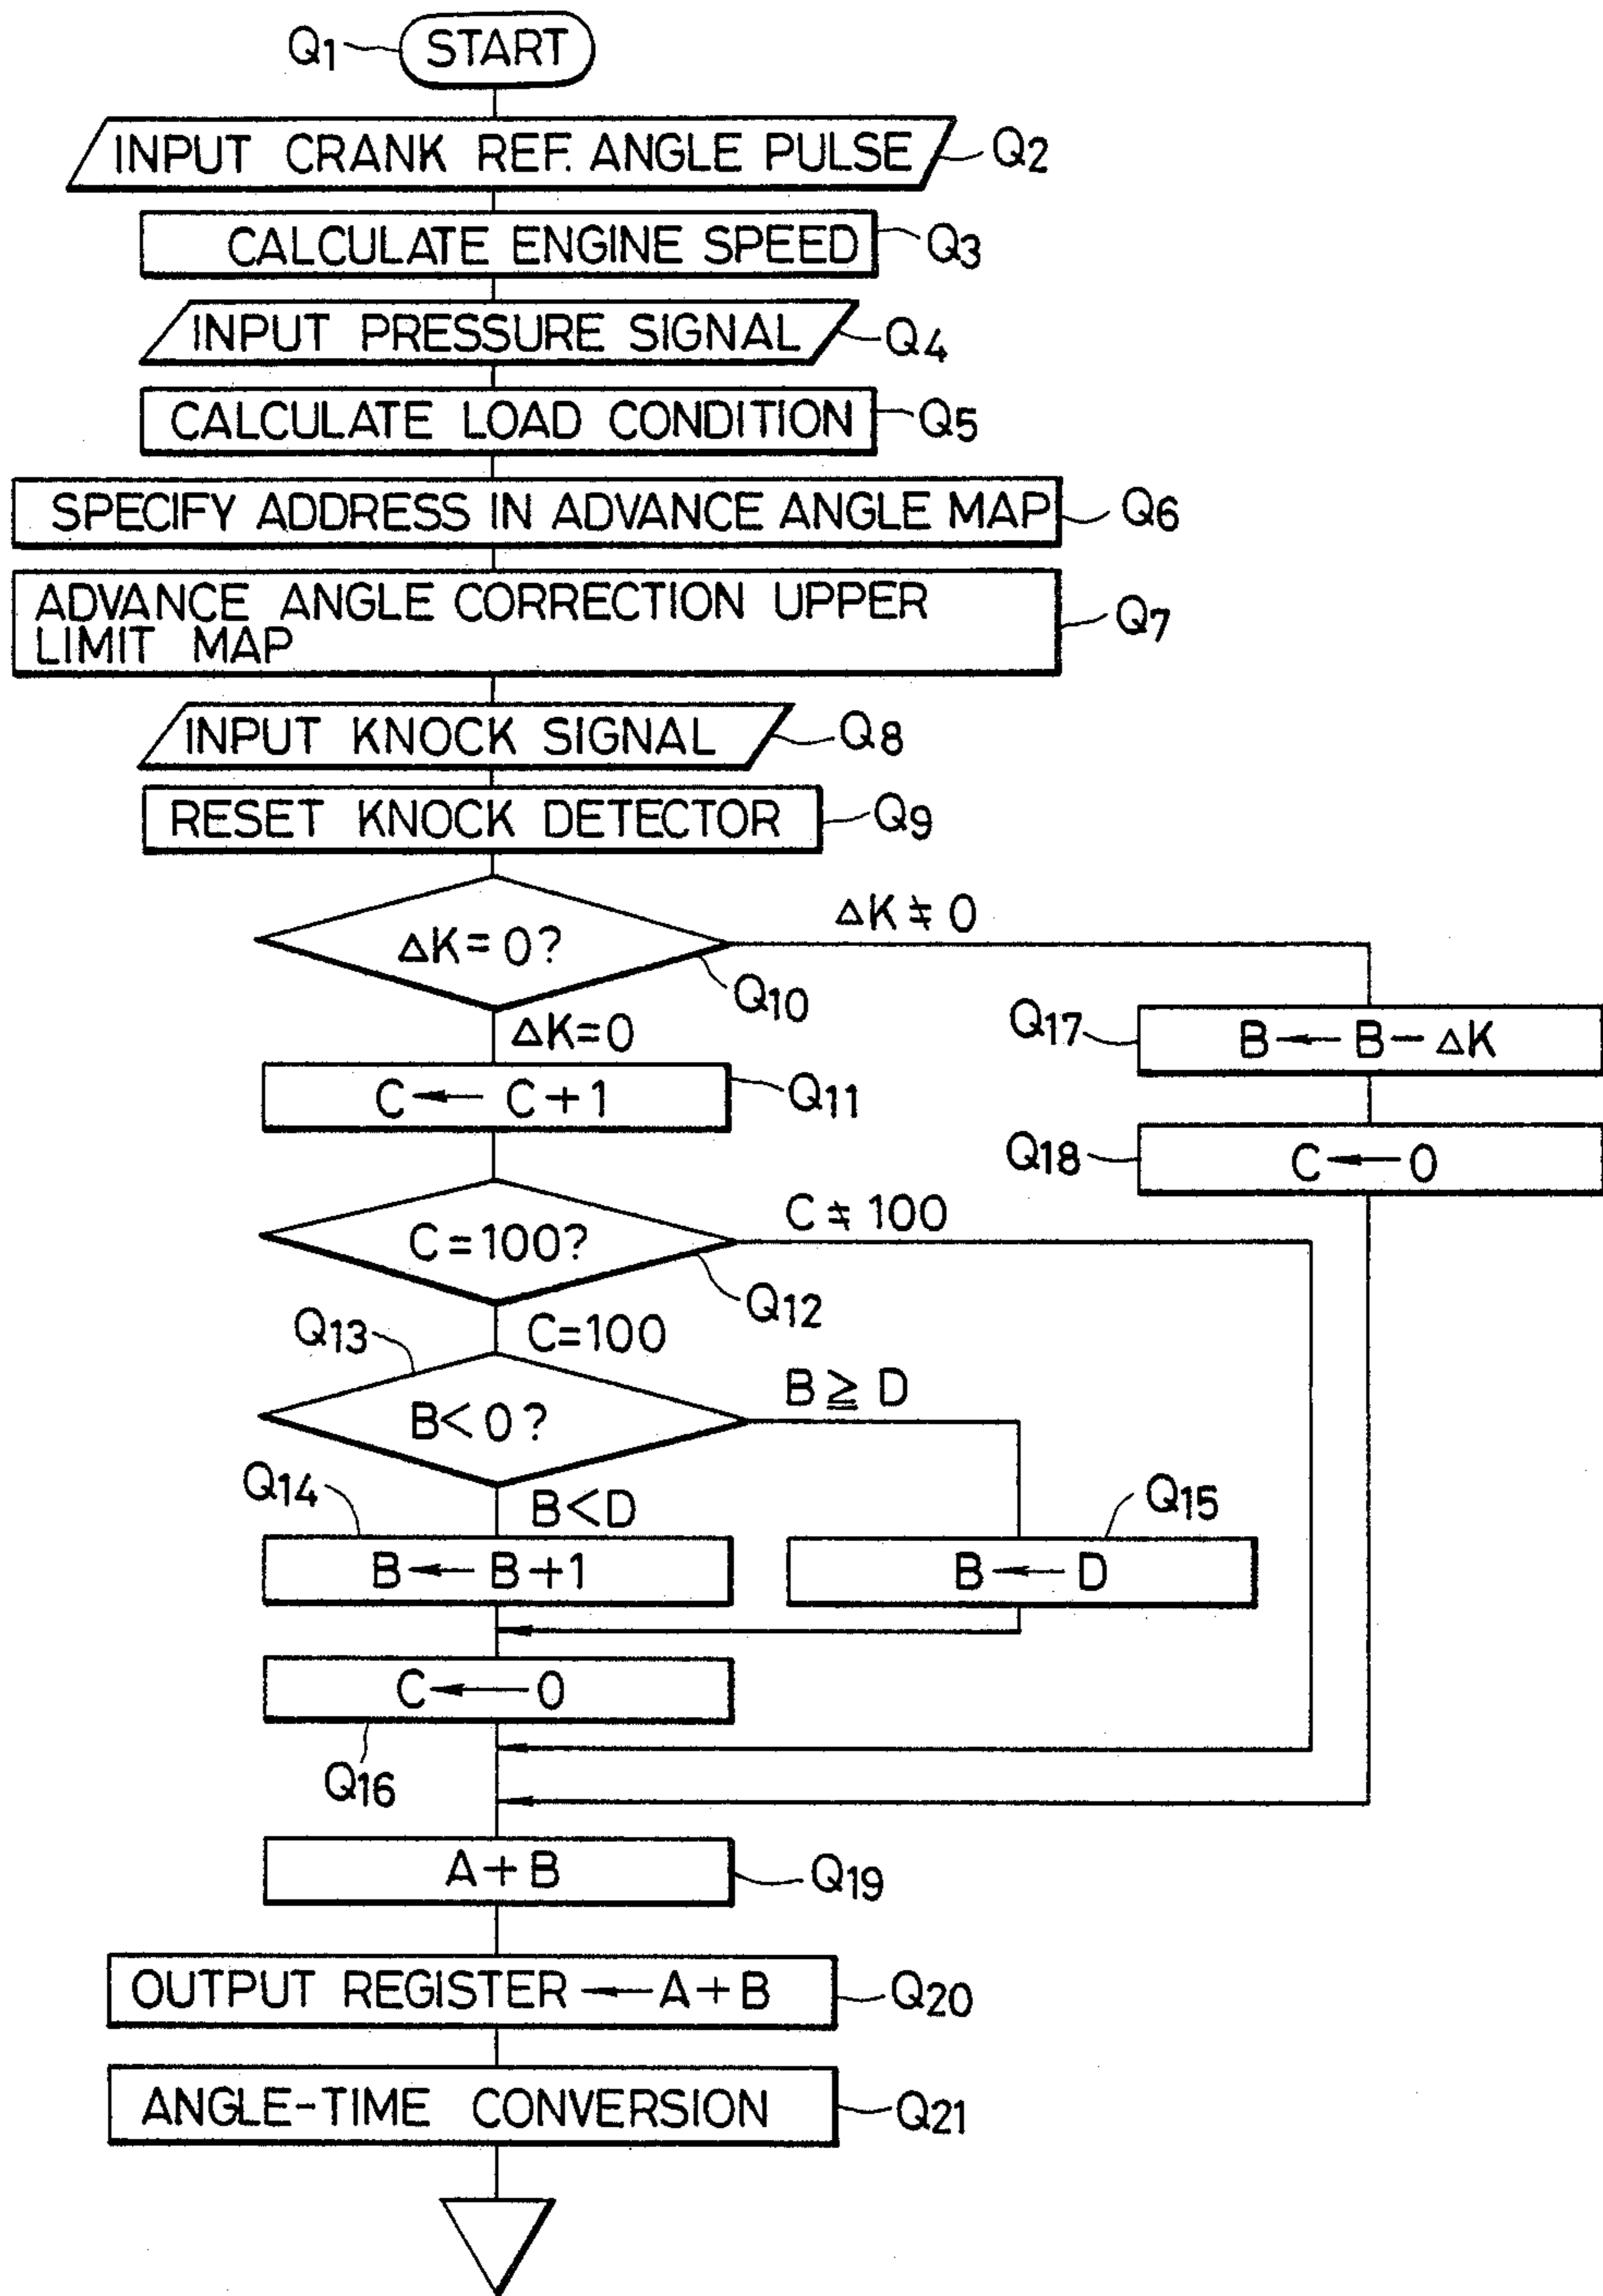 Q1
START
INPUT CRANK REF. ANGLE PULSE
Q2
CALCULATE ENGINE SPEED
Q3
INPUT PRESSURE SIGNAL
Q4
CALCULATE LOAD CONDITION
Q5
SPECIFY ADDRESS IN ADVANCE ANGLE MAP
Q6
ADVANCE ANGLE CORRECTION UPPER
LIMIT MAP
Q7
INPUT KNOCK SIGNAL
Q8
RESET KNOCK DETECTOR
Q9
ΔK=0?
ΔK≠0
Q10
ΔK=0
Q17
B←B-ΔK
C←C+1
Q11
Q18
C←0
C=100?
C≠100
Q12
Q13
C=100
B<0?
B≧D
Q14
B<D
Q15
B←B+1
B←D
C←0
Q16
A+B
Q19
OUTPUT REGISTER←A+B
Q20
ANGLE-TIME CONVERSION
Q21